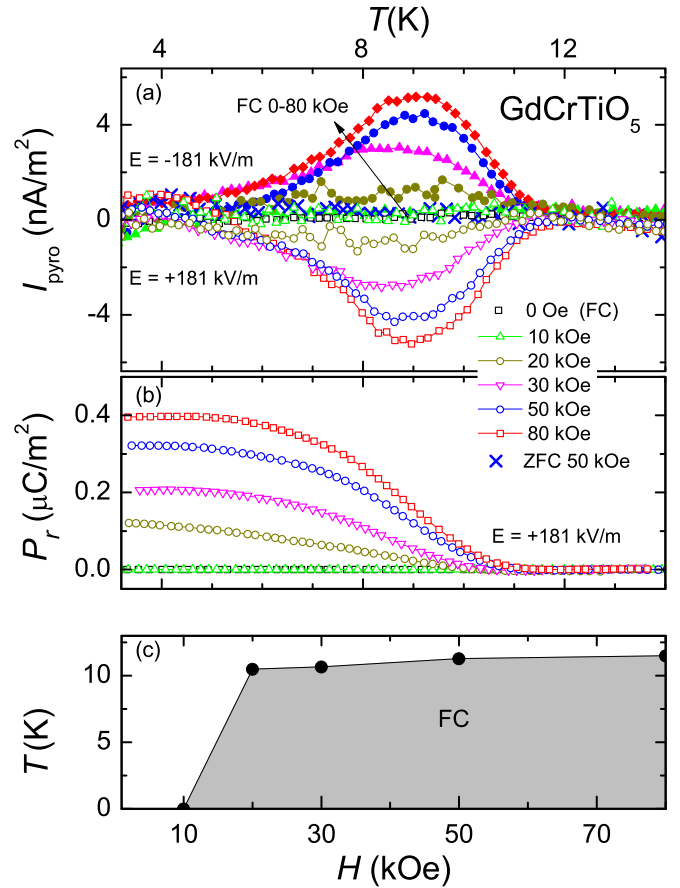 T(K)
4 8 12
(a)
FC 0-80 kOe
GdCrTiO5
E = -181 kV/m
E = +181 kV/m
4
0
-4
Ipyro (nA/m²)
0 Oe (FC)
10 kOe
20 kOe
30 kOe
50 kOe
80 kOe
ZFC 50 kOe
(b)
0.4
0.2
0.0
Pr (μC/m²)
E = +181 kV/m
(c)
10
5
0
T(K)
FC
10 30 50 70
H (kOe)